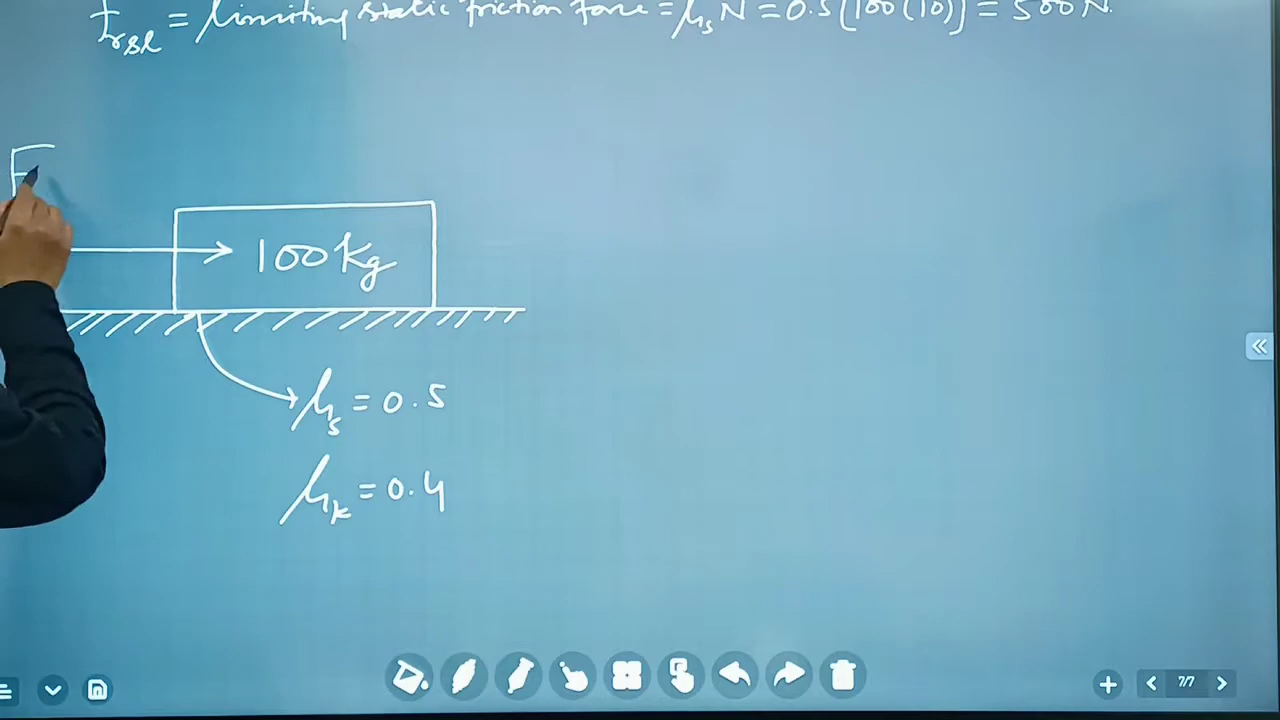 f_rsl = limiting static friction force = μ_s N = 0.5(100(10)) = 500 N.
F
100 kg
μ_s = 0.5
μ_k = 0.4
7/7